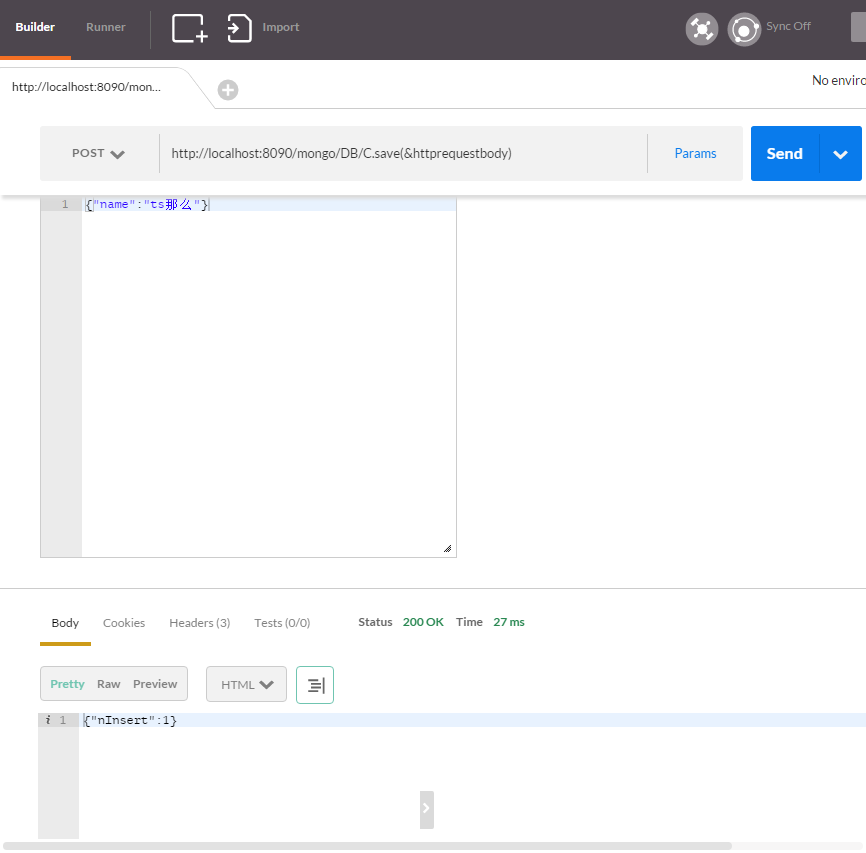 Builder Runner Import Sync Off
http://localhost:8090/mon... No enviro
POST http://localhost:8090/mongo/DB/C.save(&httprequestbody) Params Send
1 {"name":"ts那么"}
Body Cookies Headers (3) Tests (0/0) Status 200 OK Time 27 ms
Pretty Raw Preview HTML
i 1 {"nInsert":1}